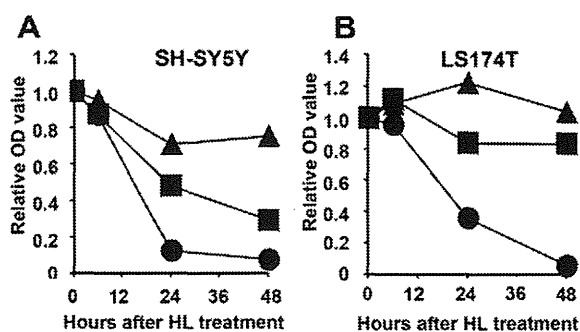 A
SH-SY5Y
Relative OD value
1.2
1.0
0.8
0.6
0.4
0.2
0
0 12 24 36 48
Hours after HL treatment
B
LS174T
Relative OD value
1.4
1.2
1.0
0.8
0.6
0.4
0.2
0
0 12 24 36 48
Hours after HL treatment